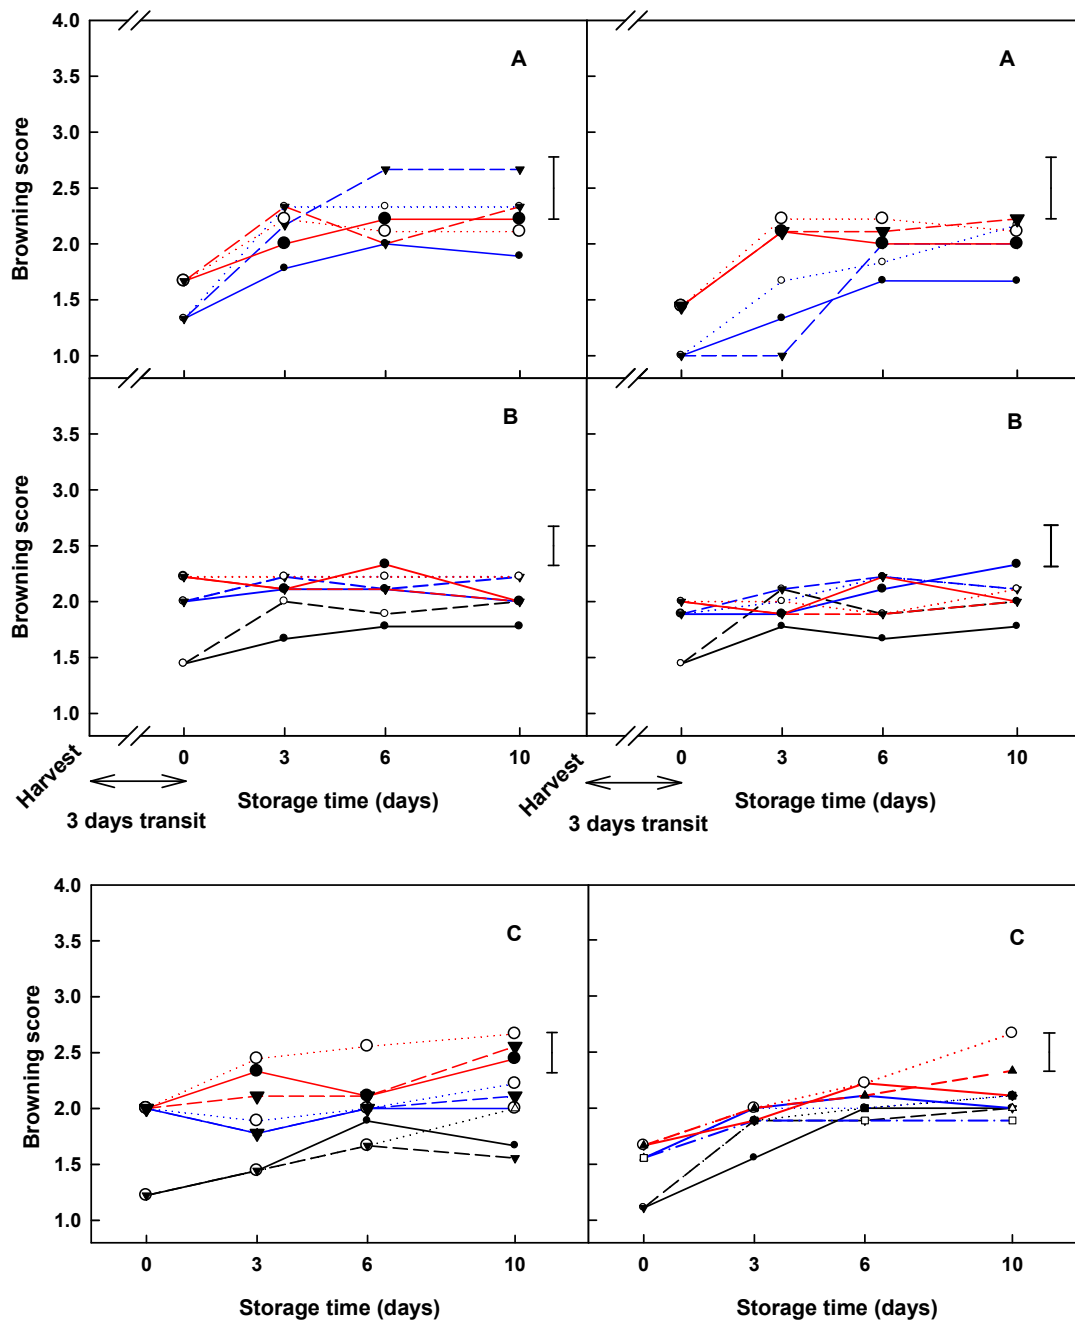 4.0
3.5
3.0
2.5
2.0
1.5
1.0
Browning score
A
A
3.5
3.0
2.5
2.0
1.5
1.0
Browning score
B
B
0 3 6 10
0 3 6 10
Harvest
Harvest
Storage time (days)
Storage time (days)
3 days transit
3 days transit
4.0
3.5
3.0
2.5
2.0
1.5
1.0
Browning score
C
C
0 3 6 10
0 3 6 10
Storage time (days)
Storage time (days)